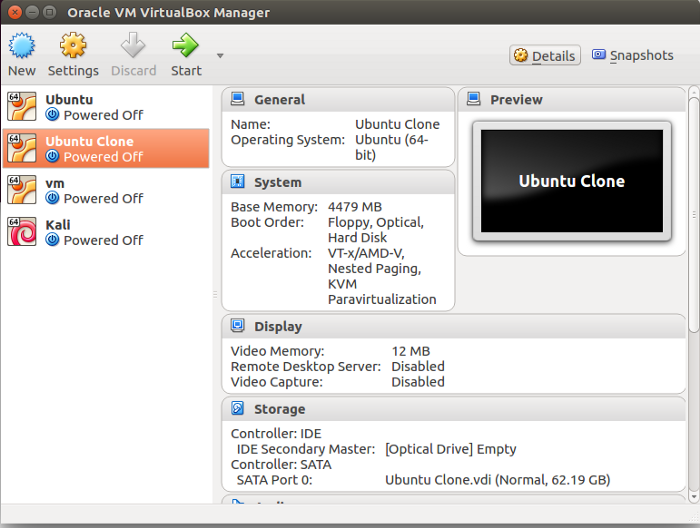 Oracle VM VirtualBox Manager
New
Settings
Discard
Start
Details
Snapshots
64
Ubuntu
Powered Off
64
Ubuntu Clone
Powered Off
64
vm
Powered Off
64
Kali
Powered Off
General
Name: Ubuntu Clone
Operating System: Ubuntu (64-
bit)
System
Base Memory: 4479 MB
Boot Order: Floppy, Optical,
Hard Disk
Acceleration: VT-x/AMD-V,
Nested Paging,
KVM
Paravirtualization
Preview
Ubuntu Clone
Display
Video Memory: 12 MB
Remote Desktop Server: Disabled
Video Capture: Disabled
Storage
Controller: IDE
IDE Secondary Master: [Optical Drive] Empty
Controller: SATA
SATA Port 0: Ubuntu Clone.vdi (Normal, 62.19 GB)